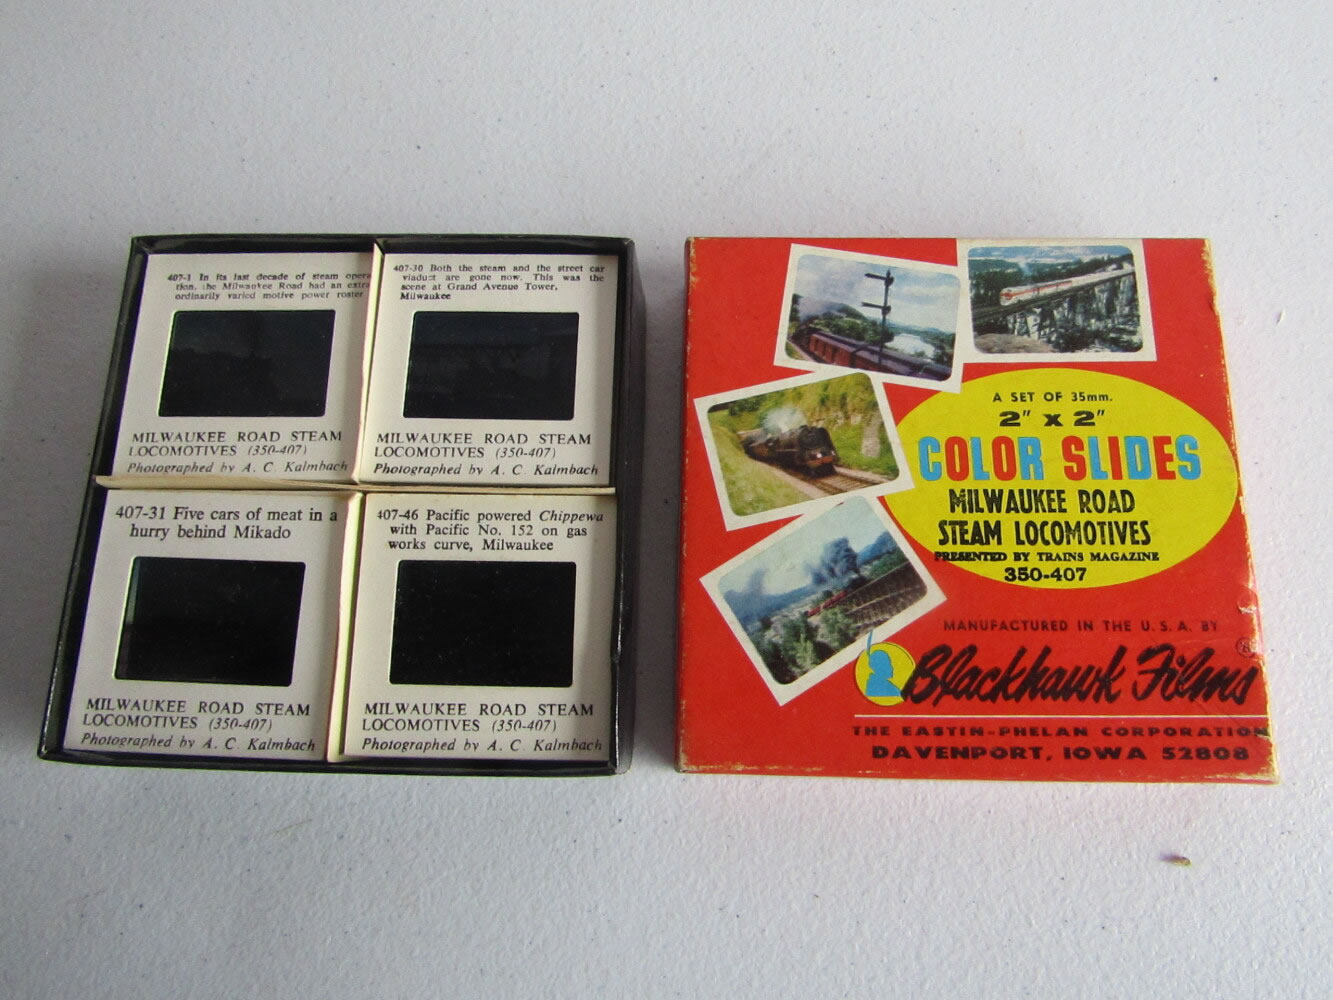 407-1 In its last decade of steam opera
tion, the Milwaukee Road had an extra
ordinarily varied motive power roster
MILWAUKEE ROAD STEAM
LOCOMOTIVES (350-407)
Photographed by A. C. Kalmbach
407-30 Both the steam and the street car
viaduct are gone now. This was the
scene at Grand Avenue Tower,
Milwaukee
MILWAUKEE ROAD STEAM
LOCOMOTIVES (350-407)
Photographed by A. C. Kalmbach
407-31 Five cars of meat in a
hurry behind Mikado
MILWAUKEE ROAD STEAM
LOCOMOTIVES (350-407)
Photographed by A. C. Kalmbach
407-46 Pacific powered Chippewa
with Pacific No. 152 on gas
works curve, Milwaukee
MILWAUKEE ROAD STEAM
LOCOMOTIVES (350-407)
Photographed by A. C. Kalmbach
A SET OF 35mm.
2" x 2"
COLOR SLIDES
MILWAUKEE ROAD
STEAM LOCOMOTIVES
PRESENTED BY TRAINS MAGAZINE
350-407
MANUFACTURED IN THE U. S. A. BY
Blackhawk Films ®
THE EASTIN-PHELAN CORPORATION
DAVENPORT, IOWA 52808